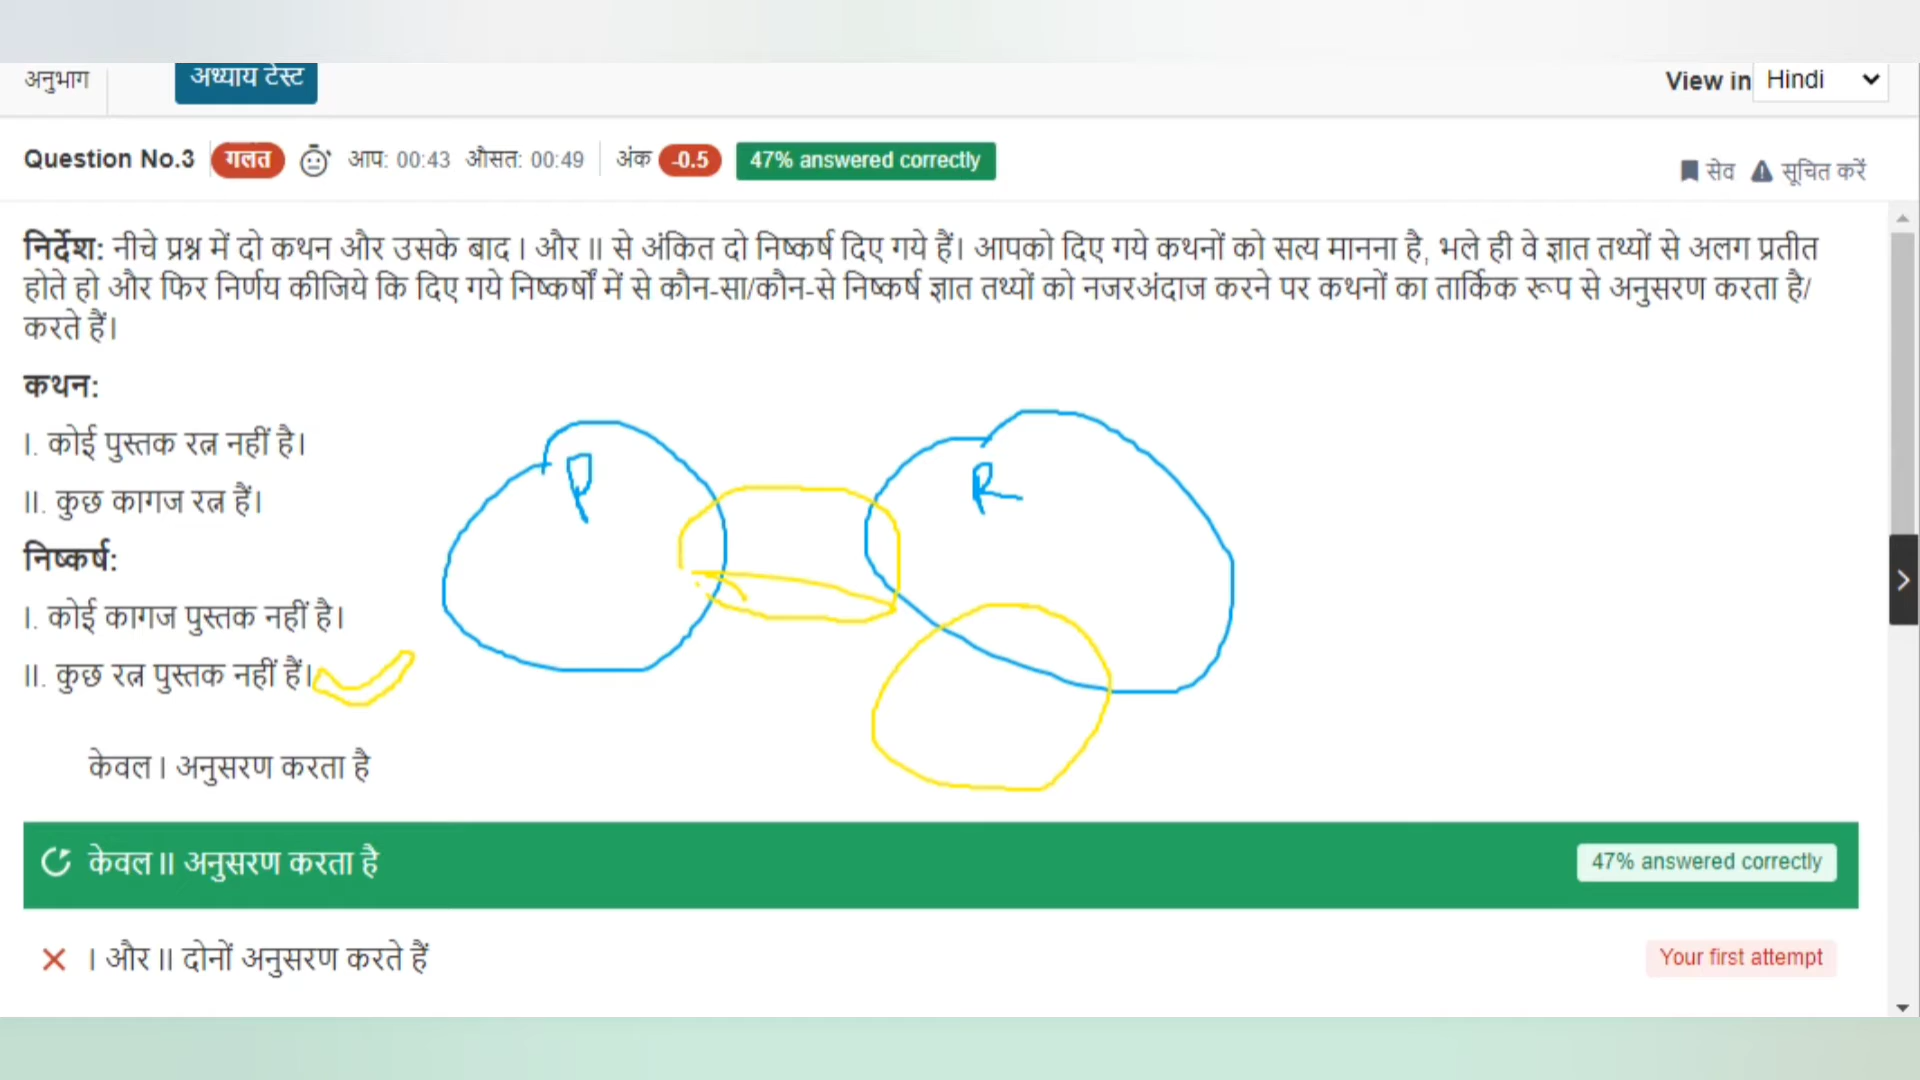 अनुभाग अध्याय टेस्ट View in Hindi
Question No.3 गलत आप: 00:43 औसत: 00:49 अंक -0.5 47% answered correctly सेव सूचित करें
निर्देश: नीचे प्रश्न में दो कथन और उसके बाद I और II से अंकित दो निष्कर्ष दिए गये हैं। आपको दिए गये कथनों को सत्य मानना है, भले ही वे ज्ञात तथ्यों से अलग प्रतीत
होते हो और फिर निर्णय कीजिये कि दिए गये निष्कर्षों में से कौन-सा/कौन-से निष्कर्ष ज्ञात तथ्यों को नजरअंदाज करने पर कथनों का तार्किक रूप से अनुसरण करता है/
करते हैं।
कथन:
I. कोई पुस्तक रत्न नहीं है।
II. कुछ कागज रत्न हैं।
P R
निष्कर्ष:
I. कोई कागज पुस्तक नहीं है।
II. कुछ रत्न पुस्तक नहीं हैं।
केवल I अनुसरण करता है
केवल II अनुसरण करता है 47% answered correctly
I और II दोनों अनुसरण करते हैं Your first attempt